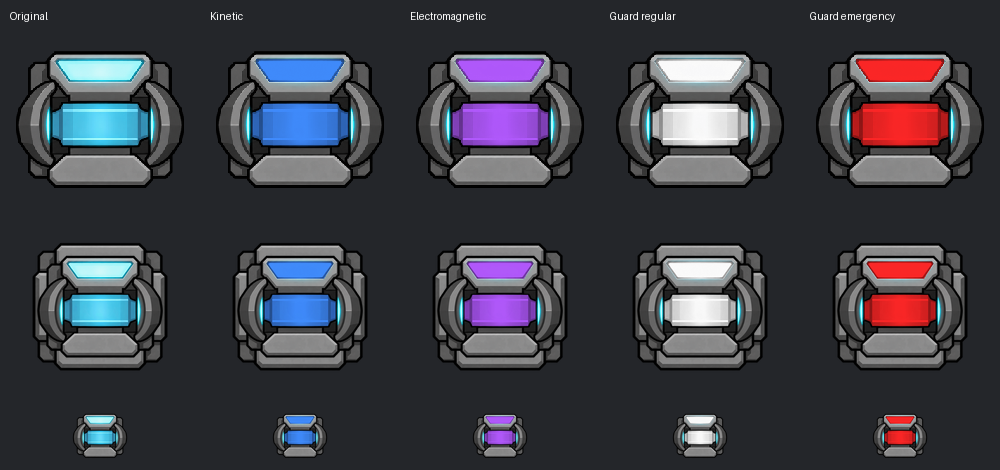 Original
Kinetic
Electromagnetic
Guard regular
Guard emergency